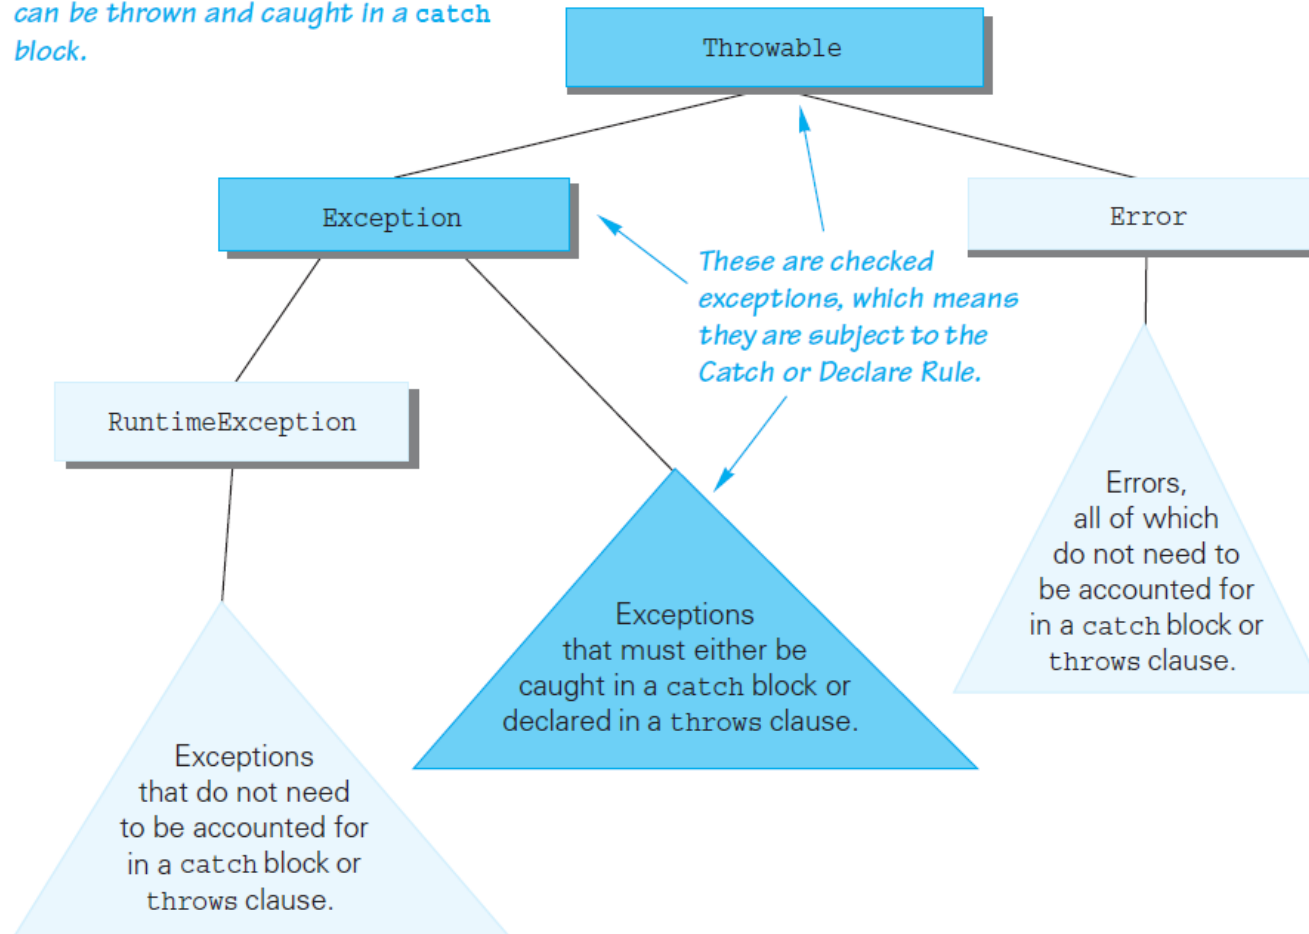 can be thrown and caught in a catch
block.
Throwable
Exception
Error
These are checked
exceptions, which means
they are subject to the
Catch or Declare Rule.
RuntimeException
Errors,
all of which
do not need to
be accounted for
in a catch block or
throws clause.
Exceptions
that must either be
caught in a catch block or
declared in a throws clause.
Exceptions
that do not need
to be accounted for
in a catch block or
throws clause.